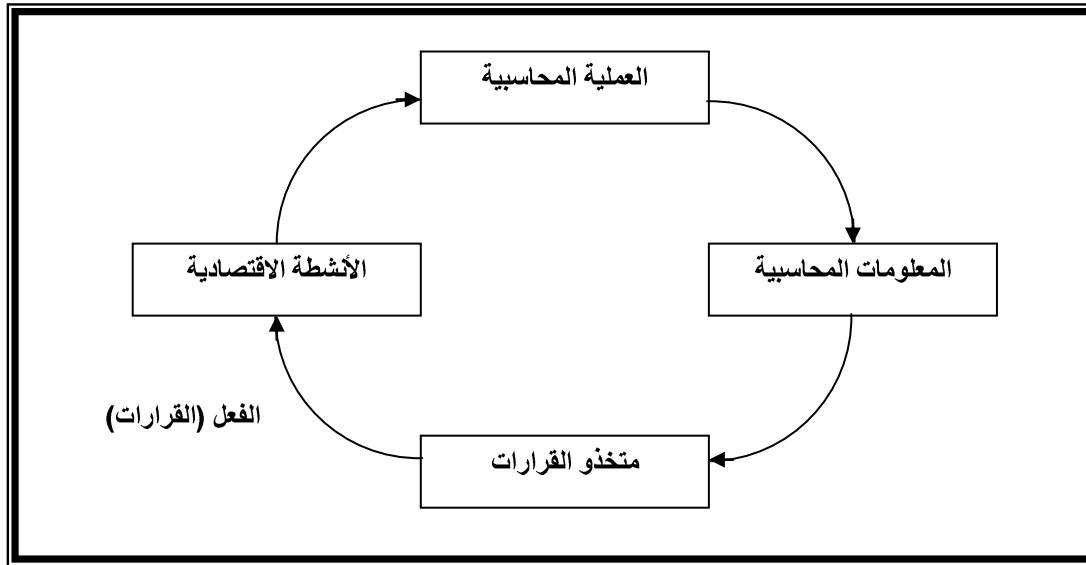 العملية المحاسبية
الأنشطة الاقتصادية
المعلومات المحاسبية
الفعل (القرارات)
متخذو القرارات